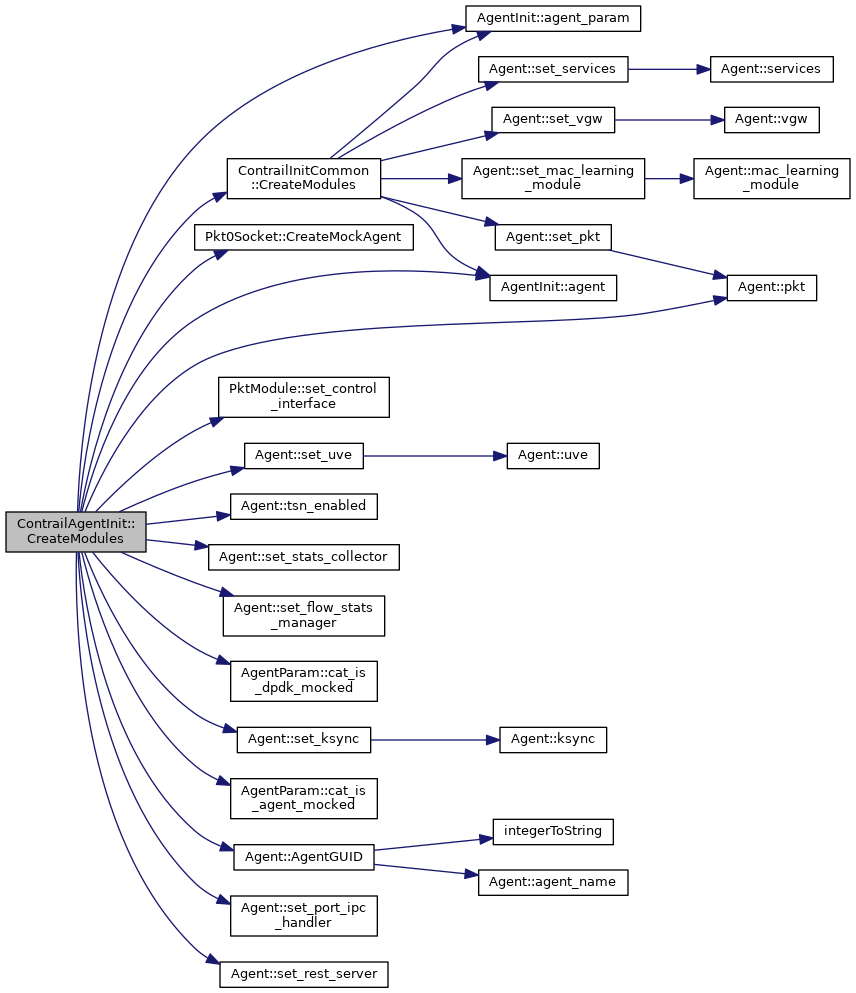 AgentInit::agent_param
Agent::set_services
Agent::services
Agent::set_vgw
Agent::vgw
ContrailInitCommon
::CreateModules
Agent::set_mac_learning
_module
Agent::mac_learning
_module
Pkt0Socket::CreateMockAgent
Agent::set_pkt
AgentInit::agent
Agent::pkt
PktModule::set_control
_interface
Agent::set_uve
Agent::uve
Agent::tsn_enabled
ContrailAgentInit::
CreateModules
Agent::set_stats_collector
Agent::set_flow_stats
_manager
AgentParam::cat_is
_dpdk_mocked
Agent::set_ksync
Agent::ksync
AgentParam::cat_is
_agent_mocked
integerToString
Agent::AgentGUID
Agent::agent_name
Agent::set_port_ipc
_handler
Agent::set_rest_server